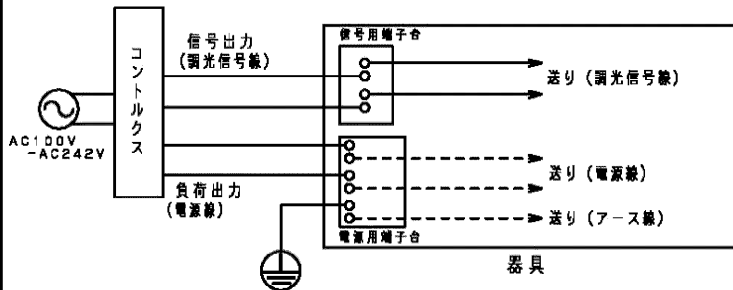 信号用端子台
信号出力
(調光信号線)
送り(調光信号線)
コントルクス
AC100V
-AC242V
送り(電源線)
負荷出力
(電源線)
送り(アース線)
電源用端子台
器具